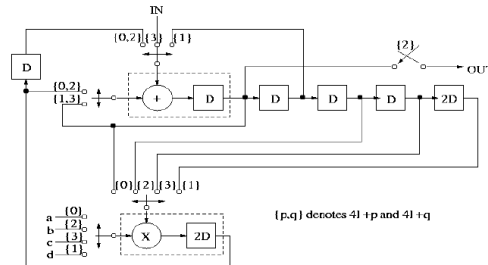 IN
{0,2} {3} {1}
{2}
OUT
D
{0,2}
{1,3}
+ D D D D 2D
{0} {2} {3} {1}
a {0}
b {2}
c {3}
d {1}
X 2D
{p,q} denotes 4l +p and 4l +q